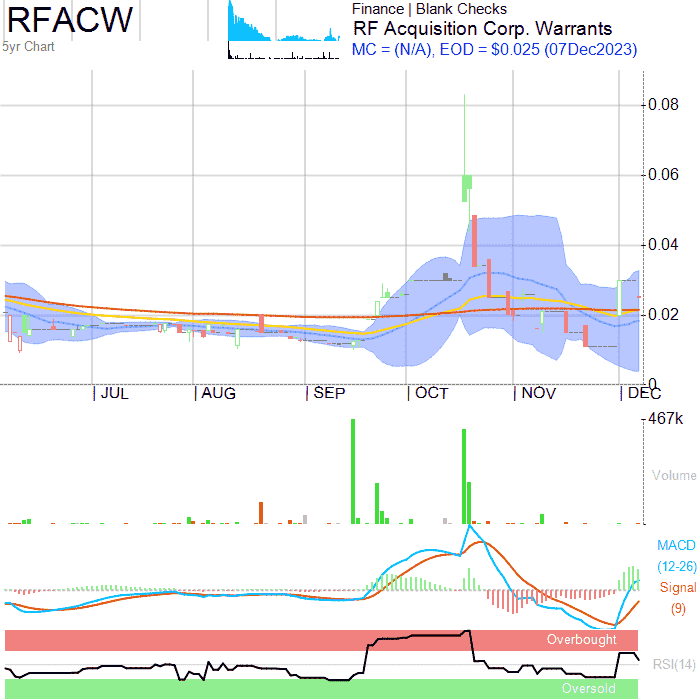 RFACW
5yr Chart
Finance | Blank Checks
RF Acquisition Corp. Warrants
MC = (N/A), EOD = $0.025 (07Dec2023)
0.08
0.06
0.04
0.02
0
JUL
AUG
SEP
OCT
NOV
DEC
467k
Volume
MACD
(12-26)
Signal
(9)
Overbought
RSI(14)
Oversold